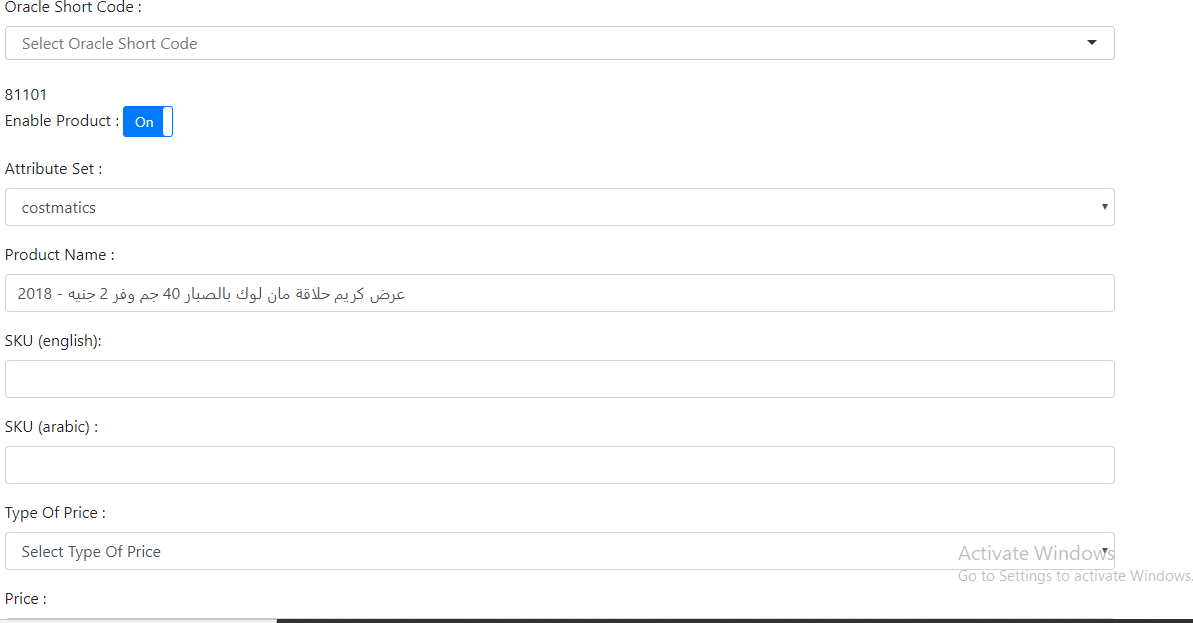 Oracle Short Code :
Select Oracle Short Code
81101
Enable Product : On
Attribute Set :
costmatics
Product Name :
عرض كريم حلاقة مان لوك بالصبار 40 جم وفر 2 جنيه - 2018
SKU (english):
SKU (arabic) :
Type Of Price :
Select Type Of Price
Activate Windows
Go to Settings to activate Windows.
Price :